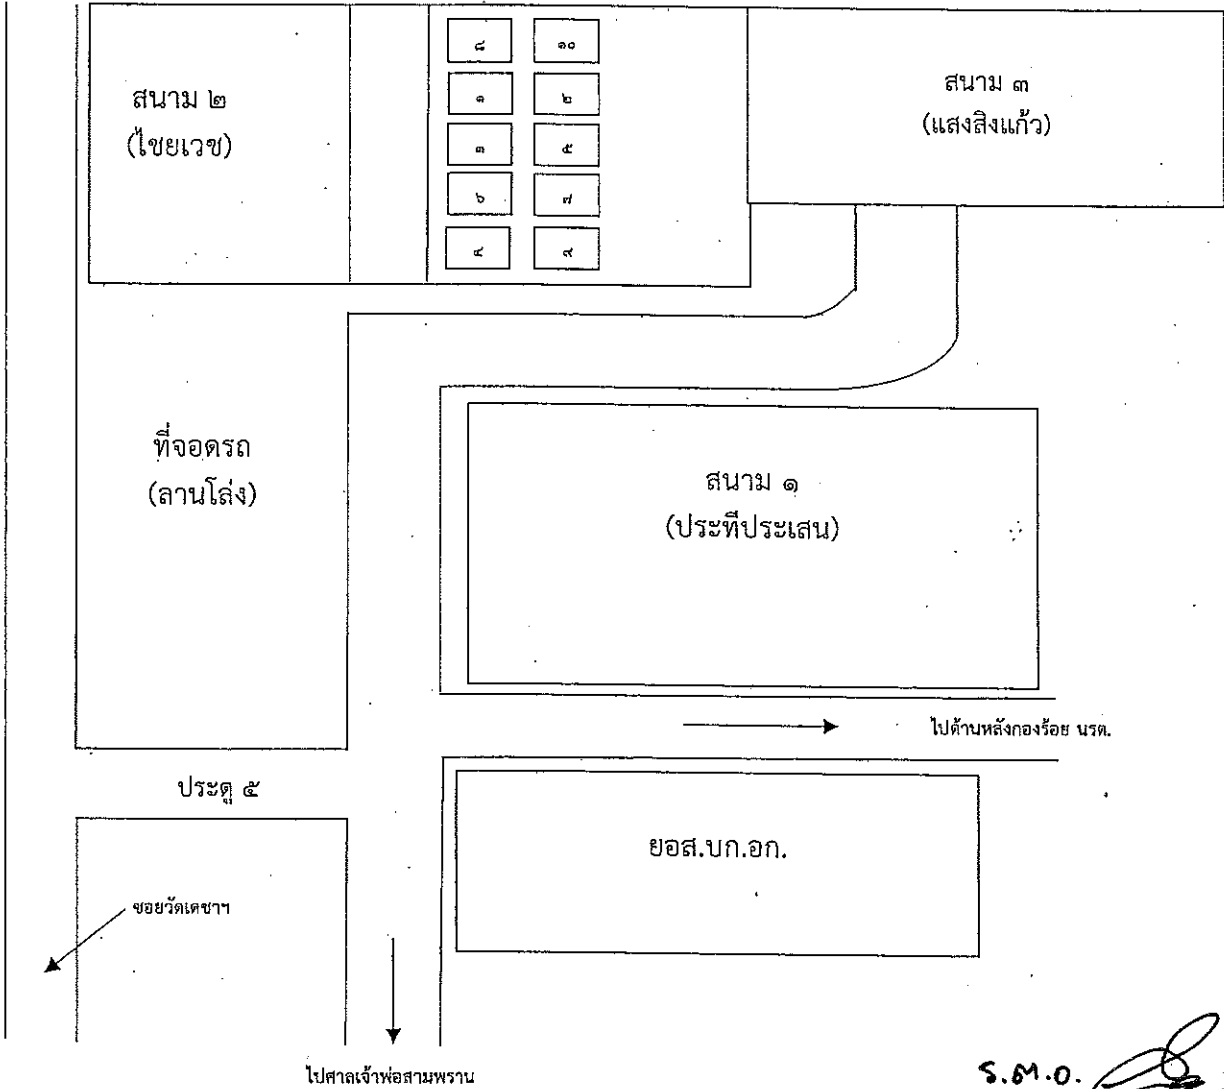 สนาม ๒
(ไชยเวช)
๘ ๑๐
๑ ๒
๓ ๕
๖ ๗
๔ ๙
สนาม ๓
(แสงสิงแก้ว)
ที่จอดรถ
(ลานโล่ง)
สนาม ๑
(ประทีประเสน)
ไปด้านหลังกองร้อย นรต.
ประตู ๕
ยอส.บก.อก.
ซอยวัดเดชาฯ
ไปศาลเจ้าพ่อสามพราน
ร.ต.อ.